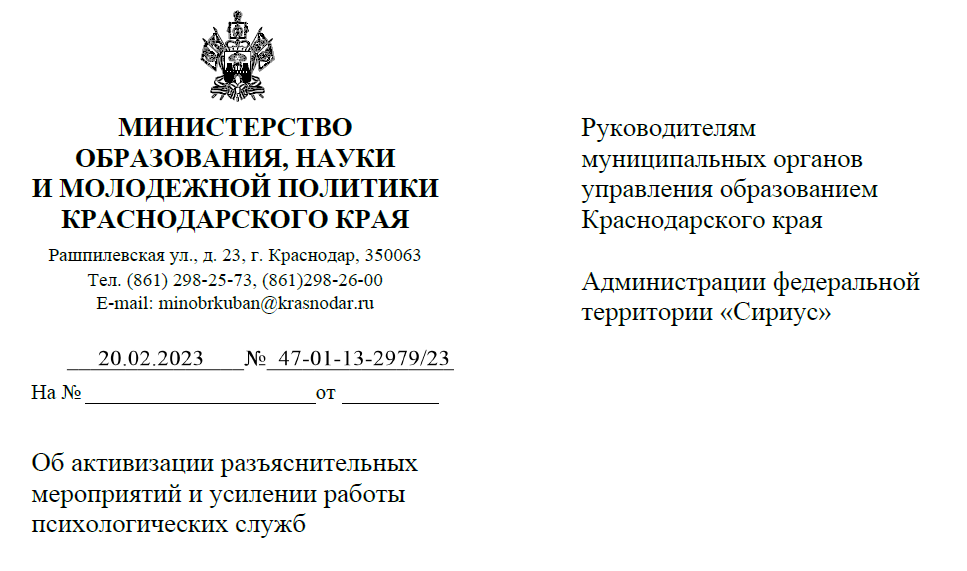 МИНИСТЕРСТВО
ОБРАЗОВАНИЯ, НАУКИ
И МОЛОДЕЖНОЙ ПОЛИТИКИ
КРАСНОДАРСКОГО КРАЯ
Рашпилевская ул., д. 23, г. Краснодар, 350063
Тел. (861) 298-25-73, (861)298-26-00
E-mail: minobrkuban@krasnodar.ru
20.02.2023 № 47-01-13-2979/23
На № от
Руководителям
муниципальных органов
управления образованием
Краснодарского края
Администрации федеральной
территории «Сириус»
Об активизации разъяснительных
мероприятий и усилении работы
психологических служб